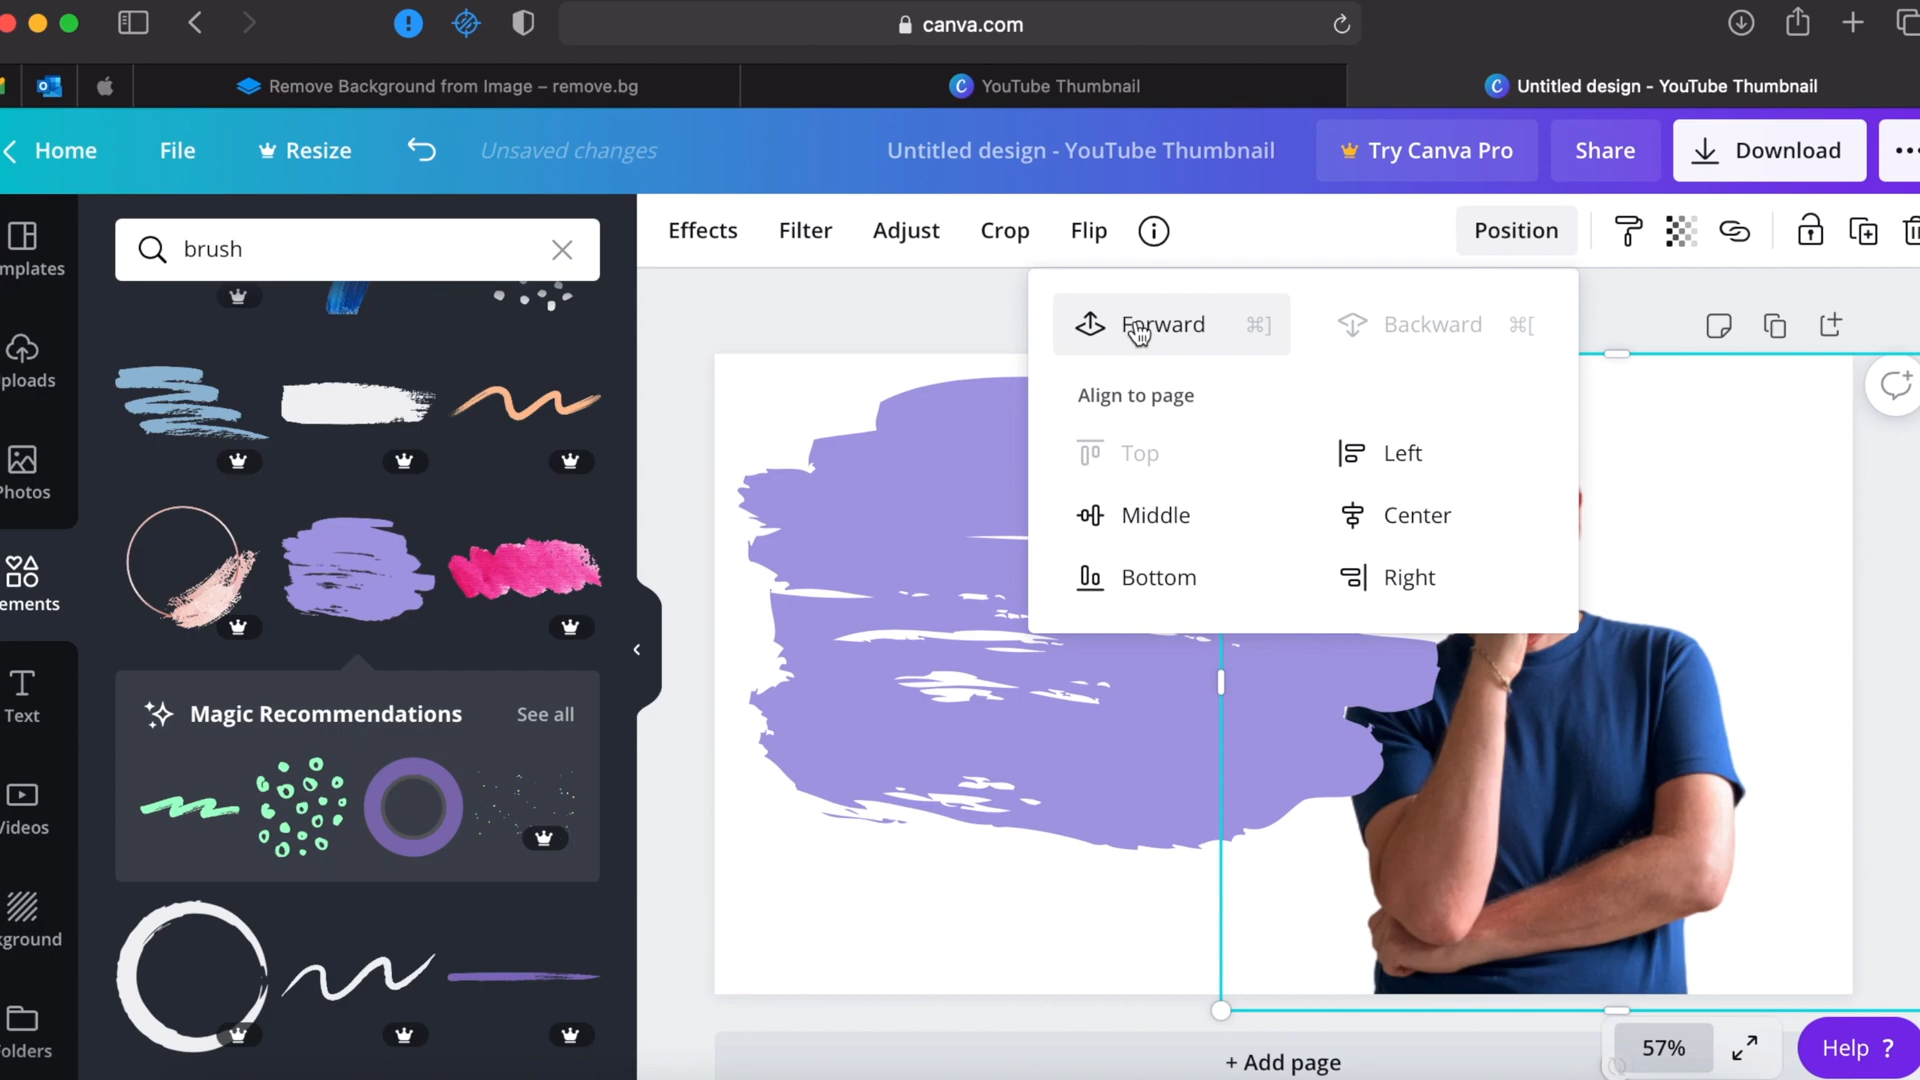 canva.com
Remove Background from Image – remove.bg
YouTube Thumbnail
Untitled design - YouTube Thumbnail
Home
File
Resize
Unsaved changes
Untitled design - YouTube Thumbnail
Try Canva Pro
Share
Download
mplates
ploads
Photos
ements
Text
Videos
kground
olders
brush
Effects
Filter
Adjust
Crop
Flip
Position
Forward ⌘]
Backward ⌘[
Align to page
Top
Left
Middle
Center
Bottom
Right
Magic Recommendations
See all
+ Add page
57%
Help ?